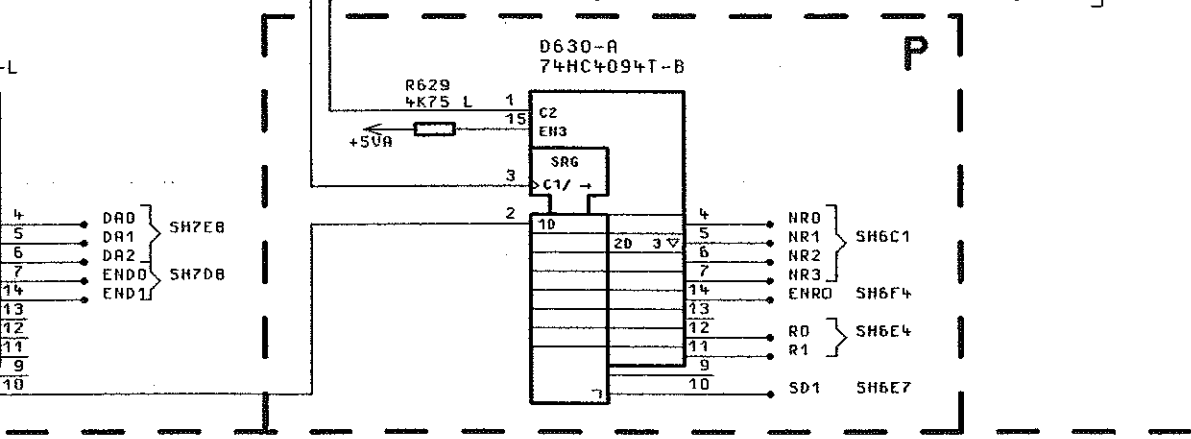 -L
D630-A
74HC4094T-B
P
R629
4K75 L
+5VA
1
15
3
2
C2
EN3
SRG
C1/ →
1D
2D 3 ▽
4 DA0
5 DA1
6 DA2
SH7E8
7 END0
14 END1
SH7D8
13
12
11
9
10
4 NR0
5 NR1
6 NR2
7 NR3
SH6C1
14 ENR0 SH6F4
13
12 R0
11 R1
SH6E4
9
10 SD1 SH6E7